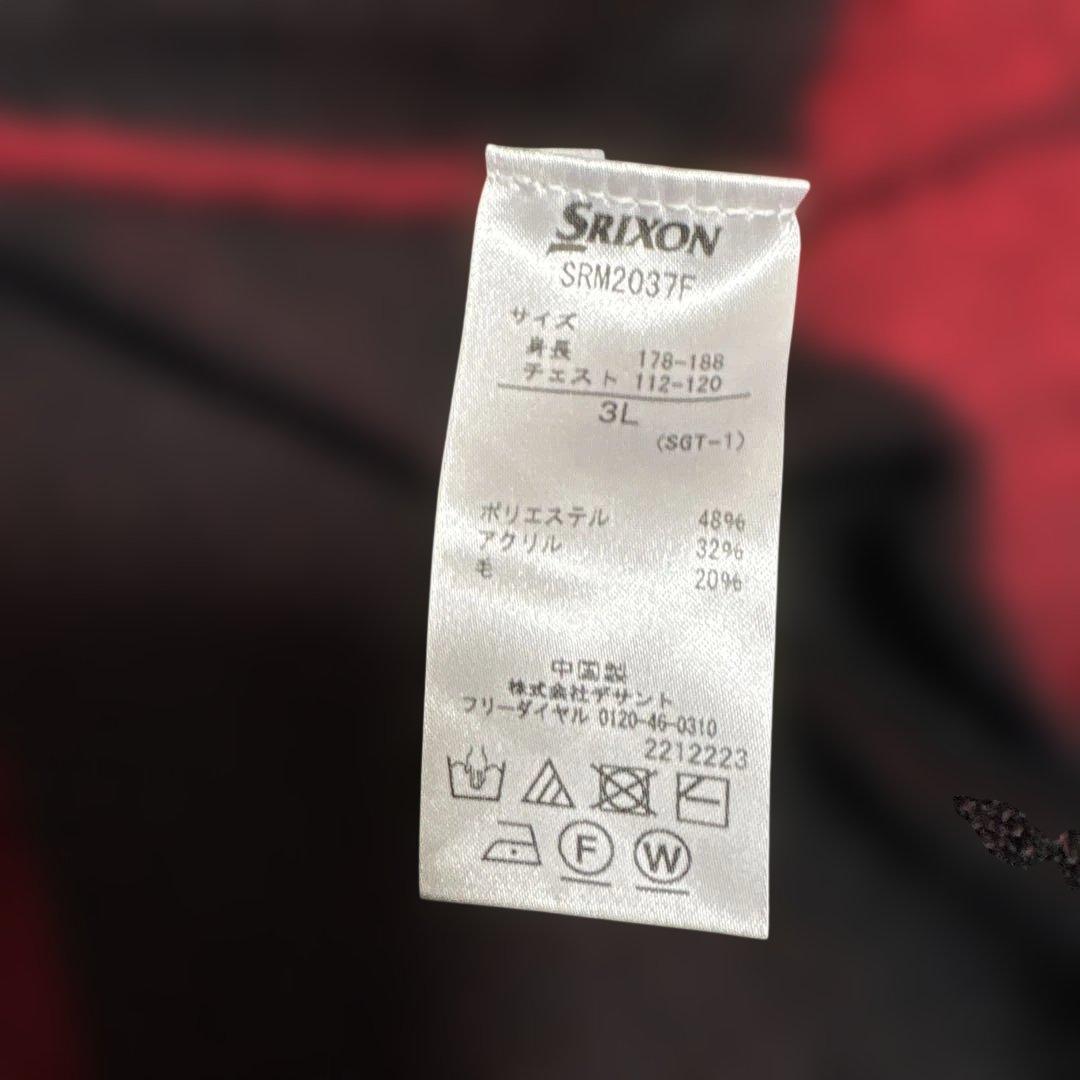 SRIXON
SRM2037F
サイズ
身長 178-188
チェスト 112-120
3L
(SGT-1)
ポリエステル 48%
アクリル 32%
毛 20%
中国製
株式会社デサント
フリーダイヤル 0120-46-0310
2212223
F W